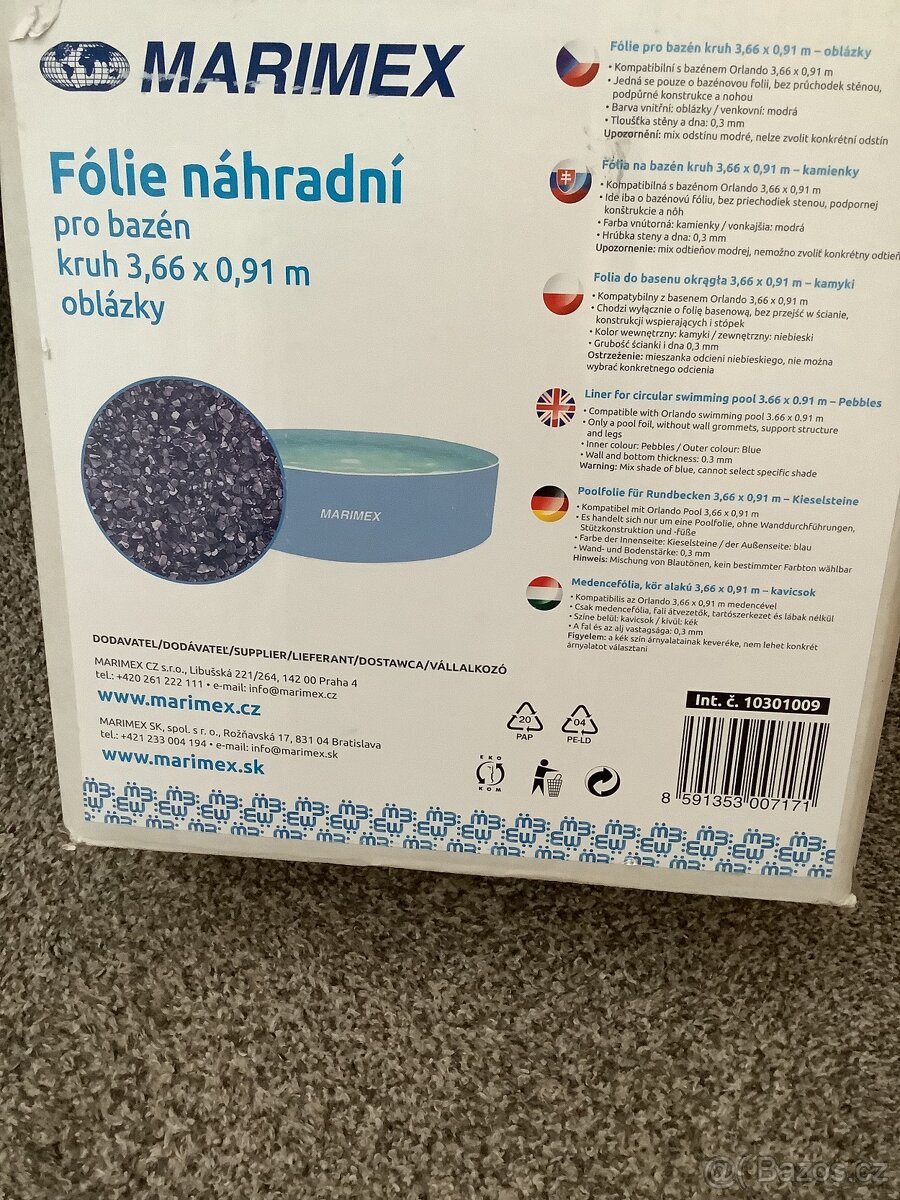 MARIMEX
Fólie náhradní
pro bazén
kruh 3,66 x 0,91 m
oblázky
MARIMEX
DODAVATEL/DODÁVATEL/SUPPLIER/LIEFERANT/DOSTAWCA/VÁLLALKOZÓ
MARIMEX CZ s.r.o., Libušská 221/264, 142 00 Praha 4
tel.: +420 261 222 111 • e-mail: info@marimex.cz
www.marimex.cz
MARIMEX SK, spol. s r. o., Rožňavská 17, 831 04 Bratislava
tel.: +421 233 004 194 • e-mail: info@marimex.sk
www.marimex.sk
Fólie pro bazén kruh 3,66 x 0,91 m – oblázky
• Kompatibilní s bazénem Orlando 3,66 x 0,91 m
• Jedná se pouze o bazénovou folii, bez průchodek stěnou,
podpůrné konstrukce a nohou
• Barva vnitřní: oblázky / venkovní: modrá
• Tloušťka stěny a dna: 0,3 mm
Upozornění: mix odstínu modré, nelze zvolit konkrétní odstín
Fólia na bazén kruh 3,66 x 0,91 m – kamienky
• Kompatibilná s bazénom Orlando 3,66 x 0,91 m
• Ide iba o bazénovú fóliu, bez priechodiek stenou, podpornej
konštrukcie a nôh
• Farba vnútorná: kamienky / vonkajšia: modrá
• Hrúbka steny a dna: 0,3 mm
Upozornenie: mix odtieňov modrej, nemožno zvoliť konkrétny odtieň
Folia do basenu okrągła 3,66 x 0,91 m – kamyki
• Kompatybilny z basenem Orlando 3,66 x 0,91 m
• Chodzi wyłącznie o folię basenową, bez przejść w ścianie,
konstrukcji wspierających i stópek
• Kolor wewnętrzny: kamyki / zewnętrzny: niebieski
• Grubość ścianki i dna 0,3 mm
Ostrzeżenie: mieszanka odcieni niebieskiego, nie można
wybrać konkretnego odcienia
Liner for circular swimming pool 3.66 x 0.91 m – Pebbles
• Compatible with Orlando swimming pool 3.66 x 0.91 m
• Only a pool foil, without wall grommets, support structure
and legs
• Inner colour: Pebbles / Outer colour: Blue
• Wall and bottom thickness: 0.3 mm
Warning: Mix shade of blue, cannot select specific shade
Poolfolie für Rundbecken 3,66 x 0,91 m – Kieselsteine
• Kompatibel mit Orlando Pool 3,66 x 0,91 m
• Es handelt sich nur um eine Poolfolie, ohne Wanddurchführungen,
Stützkonstruktion und -füße
• Farbe der Innenseite: Kieselsteine / der Außenseite: blau
• Wand- und Bodenstärke: 0,3 mm
Hinweis: Mischung von Blautönen, kein bestimmter Farbton wählbar
Medencefólia, kör alakú 3,66 x 0,91 m – kavicsok
• Kompatibilis az Orlando 3,66 x 0,91 m medencével
• Csak medencefólia, fali átvezetők, tartószerkezet és lábak nélkül
• Színe belül: kavicsok / kívül: kék
• A fal és az alj vastagsága: 0,3 mm
Figyelem: a kék szín árnyalatainak keveréke, nem lehet konkrét
árnyalatot választani
Int. č. 10301009
20
PAP
04
PE-LD
EKO
KOM
8 591353 007171
Bazos.cz